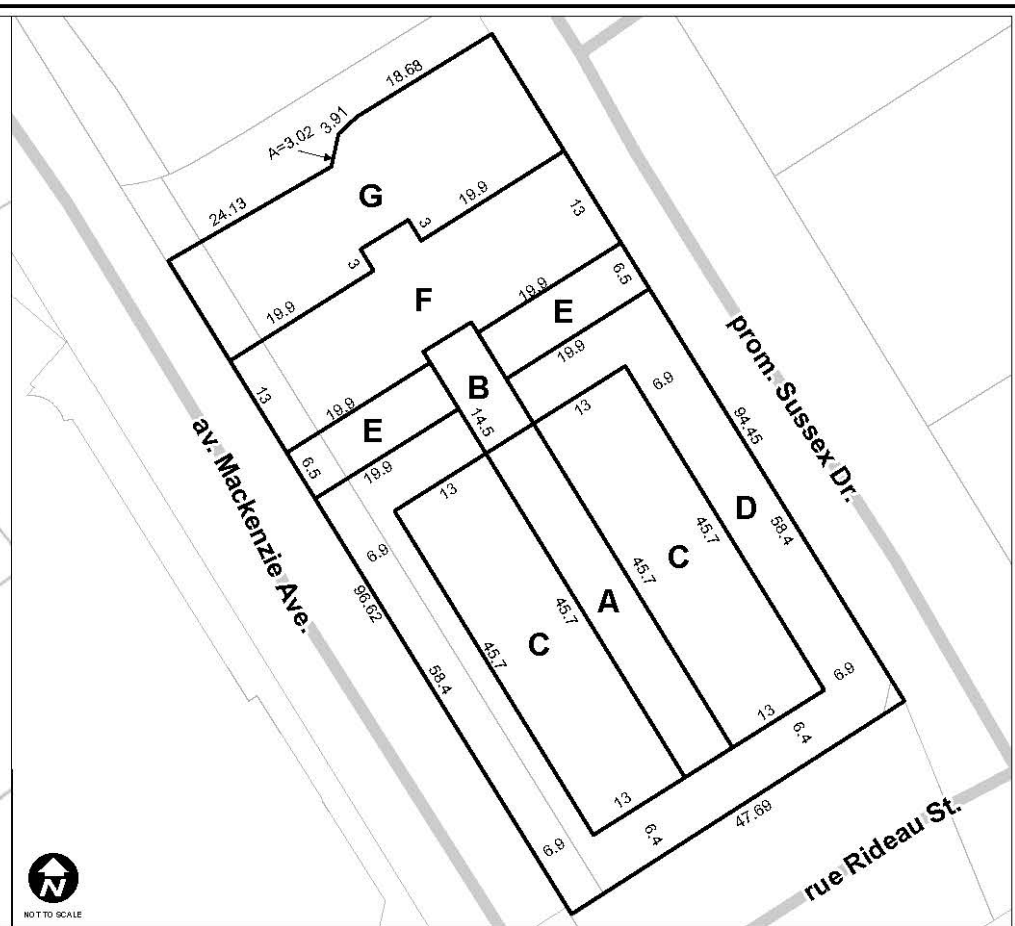 18.68
3.91
A=3.02
24.13
G
19.9
3
3
19.9
13
F
19.9
6.5
E
19.9
B
13
19.9
E
14.5
6.5
19.9
13
6.9
13
prom. Sussex Dr.
av. Mackenzie Ave.
94.45
D
58.4
45.7
C
45.7
A
45.7
C
45.7
6.9
96.62
58.4
6.9
13
6.4
13
6.4
47.69
6.9
rue Rideau St.
N
NOT TO SCALE